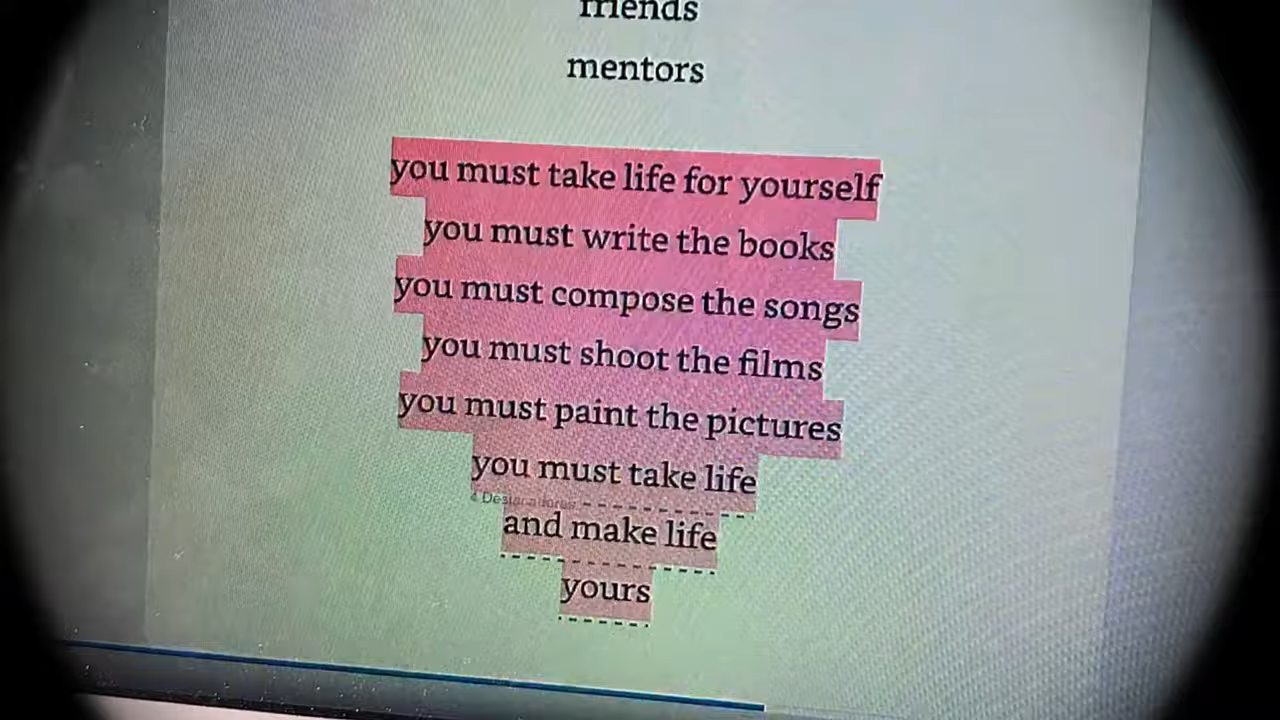 friends
mentors
you must take life for yourself
you must write the books
you must compose the songs
you must shoot the films
you must paint the pictures
you must take life
and make life
yours